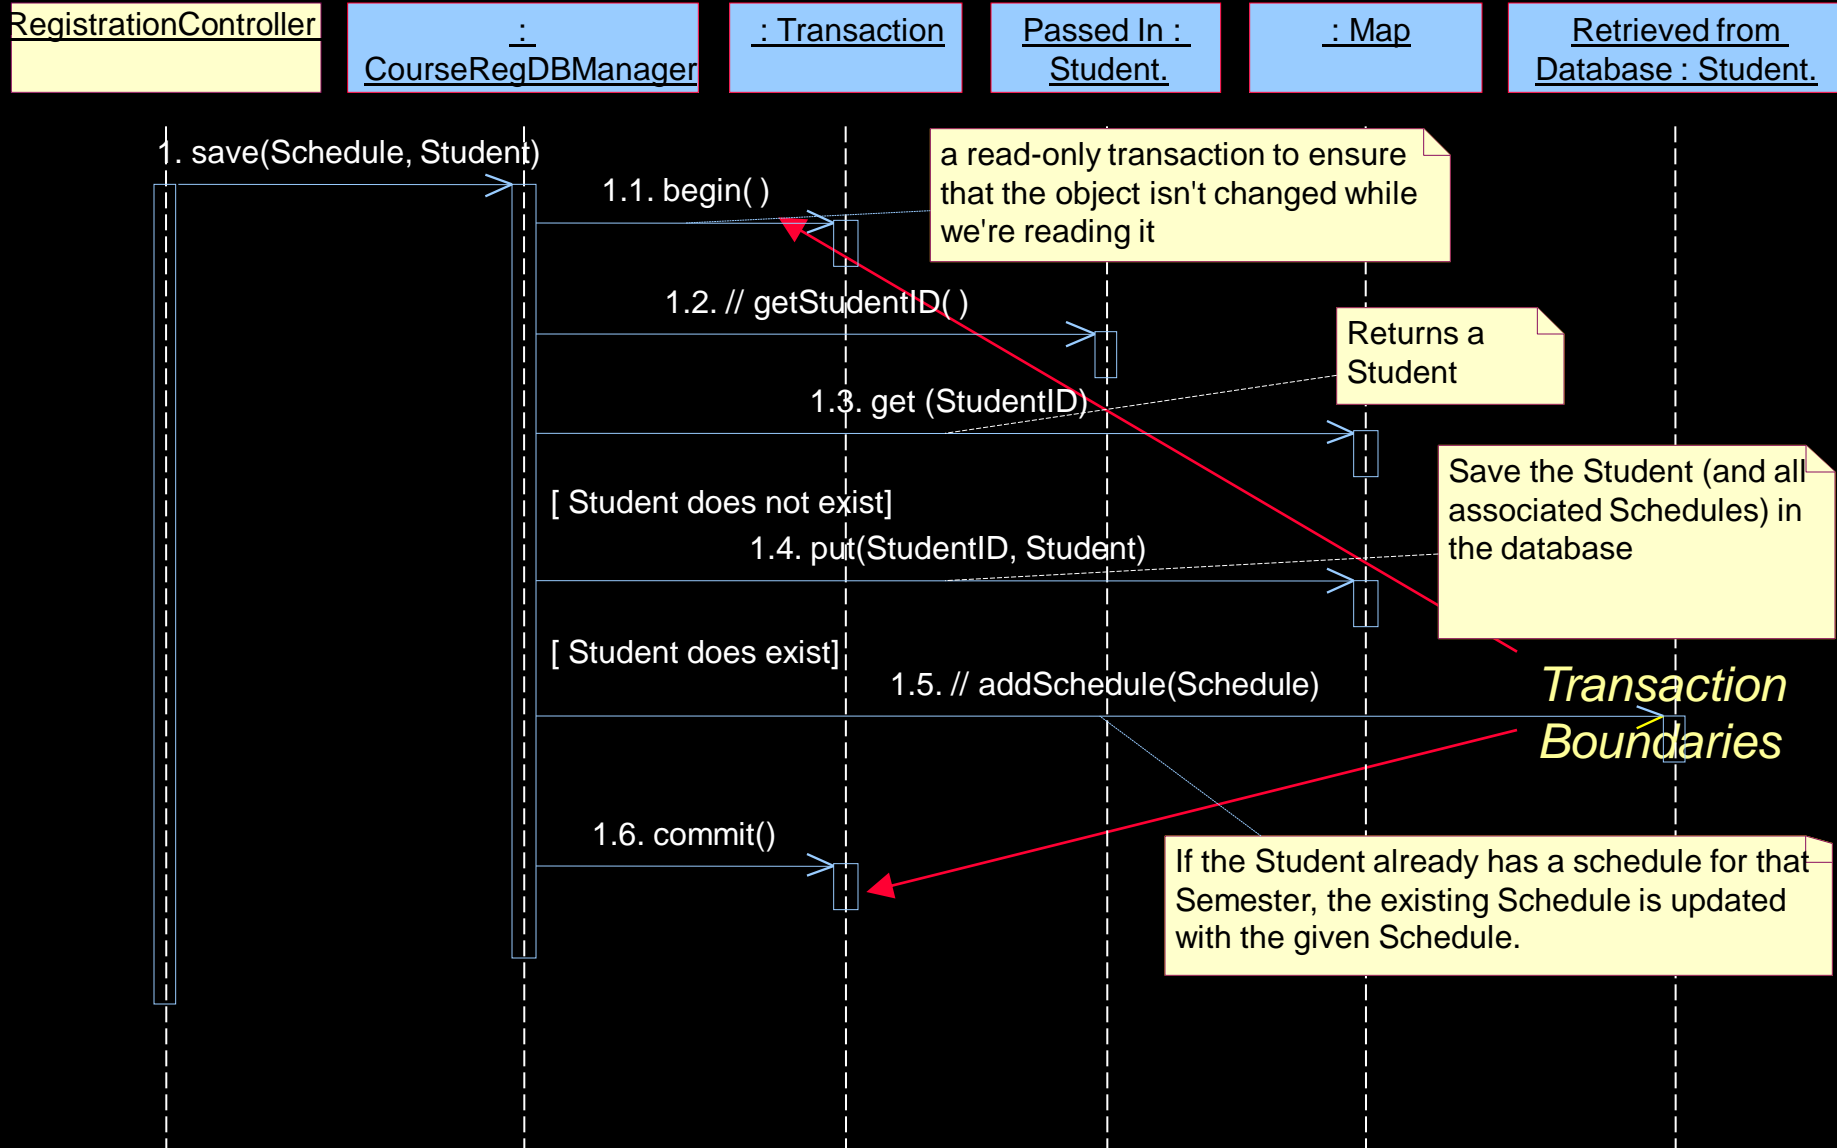 RegistrationController
:
CourseRegDBManager
: Transaction
Passed In :
Student.
: Map
Retrieved from
Database : Student.
1. save(Schedule, Student)
a read-only transaction to ensure
that the object isn't changed while
we're reading it
1.1. begin( )
1.2. // getStudentID( )
Returns a
Student
1.3. get (StudentID)
Save the Student (and all
associated Schedules) in
the database
[ Student does not exist]
1.4. put(StudentID, Student)
[ Student does exist]
1.5. // addSchedule(Schedule)
Transaction
Boundaries
1.6. commit()
If the Student already has a schedule for that
Semester, the existing Schedule is updated
with the given Schedule.